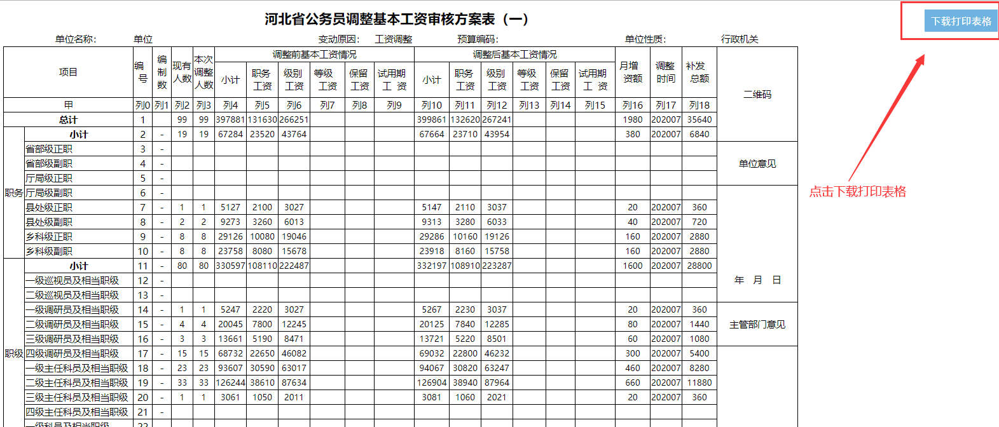 河北省公务员调整基本工资审核方案表（一）
下载打印表格
单位名称： 单位 变动原因： 工资调整 预算编码： 单位性质： 行政机关
项目 编号 编制数 现有人数 本次调整人数 调整前基本工资情况 调整后基本工资情况 月增资额 调整时间 补发总额 二维码
小计 职务工资 级别工资 等级工资 保留工资 试用期工 资 小计 职务工资 级别工资 等级工资 保留工资 试用期工 资
甲 列0 列1 列2 列3 列4 列5 列6 列7 列8 列9 列10 列11 列12 列13 列14 列15 列16 列17 列18
总计 1 99 99 397881 131630 266251 399861 132620 267241 1980 202007 35640
职务 小计 2 - 19 19 67284 23520 43764 67664 23710 43954 380 202007 6840
省部级正职 3 -
省部级副职 4 - 单位意见
厅局级正职 5 -
厅局级副职 6 - 点击下载打印表格
县处级正职 7 - 1 1 5127 2100 3027 5147 2110 3037 20 202007 360
县处级副职 8 - 2 2 9273 3260 6013 9313 3280 6033 40 202007 720
乡科级正职 9 - 8 8 29126 10080 19046 29286 10160 19126 160 202007 2880
乡科级副职 10 - 8 8 23758 8080 15678 23918 8160 15758 160 202007 2880
职级 小计 11 - 80 80 330597 108110 222487 332197 108910 223287 1600 202007 28800
一级巡视员及相当职级 12 - 年 月 日
二级巡视员及相当职级 13 -
一级调研员及相当职级 14 - 1 1 5247 2220 3027 5267 2230 3037 20 202007 360
二级调研员及相当职级 15 - 4 4 20045 7800 12245 20125 7840 12285 80 202007 1440 主管部门意见
三级调研员及相当职级 16 - 3 3 13661 5190 8471 13721 5220 8501 60 202007 1080
四级调研员及相当职级 17 - 15 15 68732 22650 46082 69032 22800 46232 300 202007 5400
一级主任科员及相当职级 18 - 23 23 93607 30590 63017 94067 30820 63247 460 202007 8280
二级主任科员及相当职级 19 - 33 33 126244 38610 87634 126904 38940 87964 660 202007 11880
三级主任科员及相当职级 20 - 1 1 3061 1050 2011 3081 1060 2021 20 202007 360
四级主任科员及相当职级 21 -
一级科员及相当职级 22